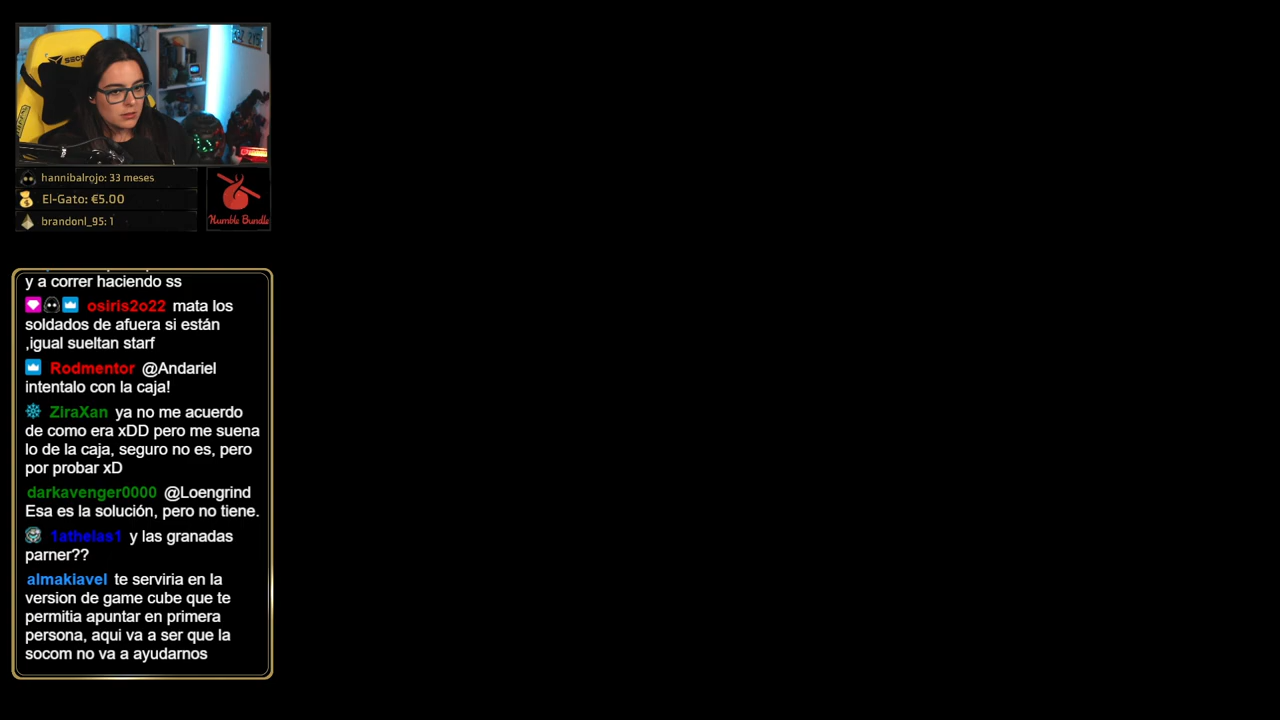 hannibalrojo: 33 meses
El-Gato: €5.00
brandonl_95: 1
Humble Bundle
y a correr haciendo ss
osiris2o22 mata los
soldados de afuera si están
,igual sueltan starf
Rodmentor @Andariel
intentalo con la caja!
ZiraXan ya no me acuerdo
de como era xDD pero me suena
lo de la caja, seguro no es, pero
por probar xD
darkavenger0000 @Loengrind
Esa es la solución, pero no tiene.
1athelas1 y las granadas
parner??
almakiavel te serviria en la
version de game cube que te
permitia apuntar en primera
persona, aqui va a ser que la
socom no va a ayudarnos